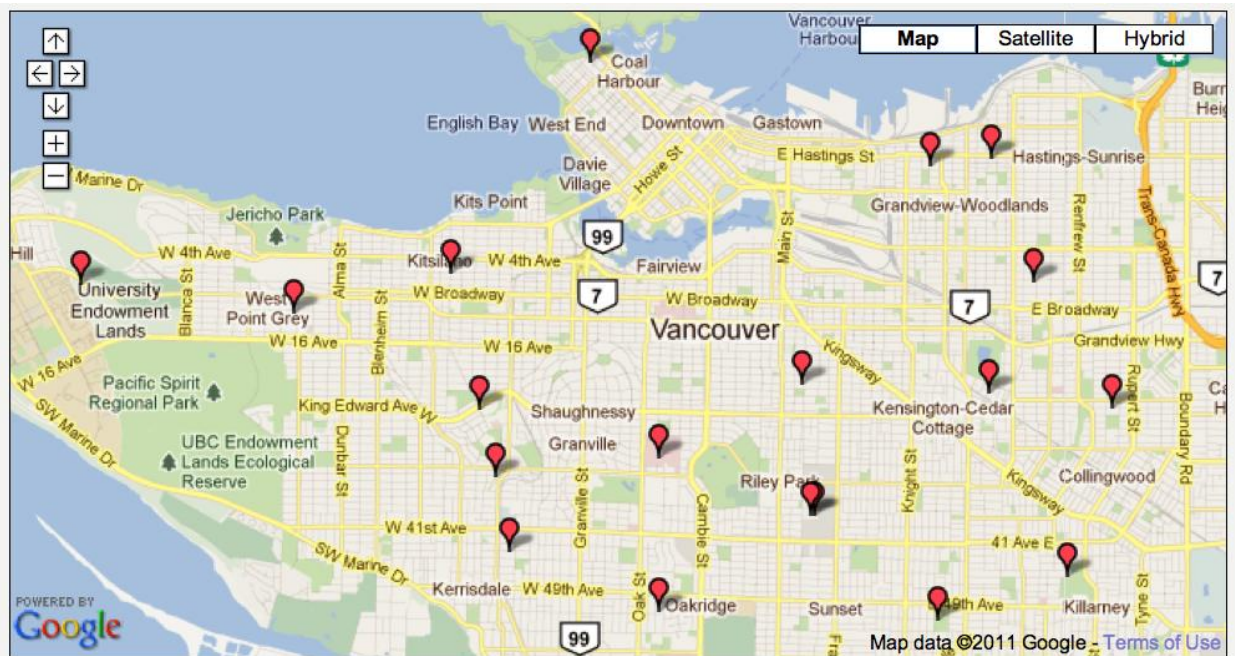 Vancouver
Harbour
Map
Satellite
Hybrid
Coal
Harbour
English Bay
West End
Downtown
Gastown
E Hastings St
Hastings-Sunrise
Davie
Village
Howe St
Marine Dr
Kits Point
Jericho Park
Main St
Grandview-Woodlands
Renfrew St
Trans-Canada Hwy
99
Hill
W 4th Ave
Alma St
W 4th Ave
Fairview
7
University
Endowment
Lands
Blanca St
West
Point Grey
Blenheim St
W Broadway
7
W Broadway
7
E Broadway
Vancouver
Grandview Hwy
W 16 Ave
W 16 Ave
W 16 Ave
Kingsway
Pacific Spirit
Regional Park
King Edward Ave W
Shaughnessy
Kensington-Cedar
Cottage
Rupert St
Boundary Rd
SW Marine Dr
UBC Endowment
Lands Ecological
Reserve
Dunbar St
Granville
Granville St
Riley Park
Knight St
Kingsway
Collingwood
W 41st Ave
Cambie St
41 Ave E
SW Marine Dr
Kerrisdale
W 49th Ave
Oak St
Oakridge
Sunset
49th Ave
Killarney
Tyne St
POWERED BY
Google
99
Map data ©2011 Google - Terms of Use